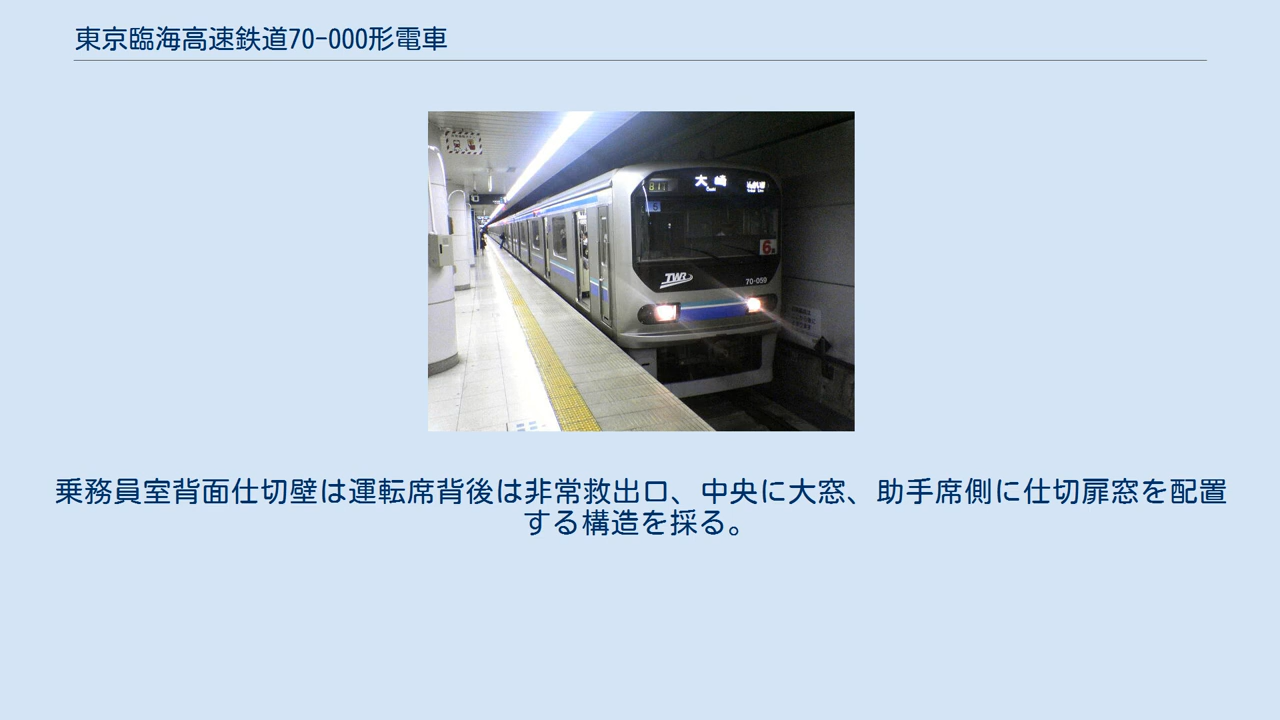 東京臨海高速鉄道70-000形電車
大崎
6
TWR
70-059
乗務員室背面仕切壁は運転席背後は非常救出口、中央に大窓、助手席側に仕切扉窓を配置
する構造を採る。